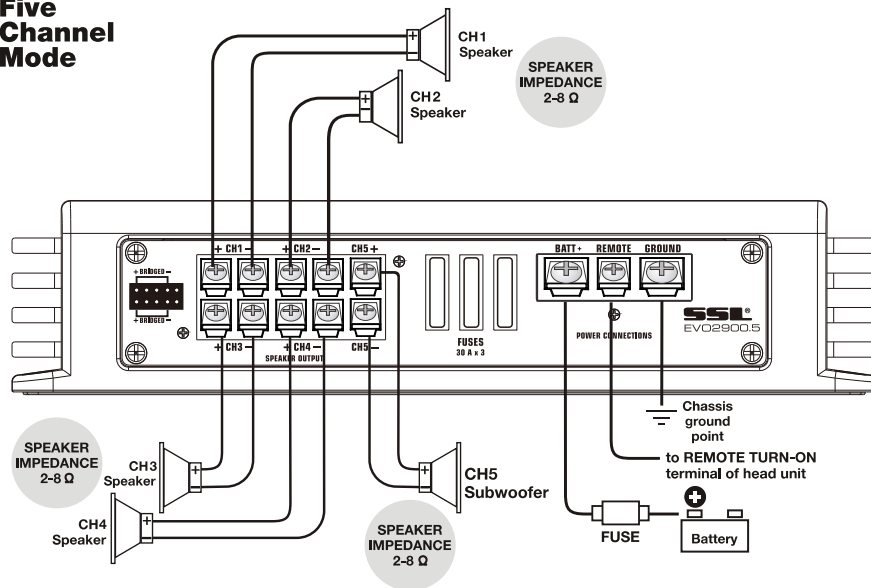 Five
Channel
Mode
CH1
Speaker
CH2
Speaker
SPEAKER
IMPEDANCE
2-8 Ω
+ CH1 -
+ CH2 -
CH5 +
BATT +
REMOTE
GROUND
+ BRIDGED -
+ BRIDGED -
+ CH3 -
+ CH4 -
CH5 -
SPEAKER OUTPUT
FUSES
30 A x 3
POWER CONNECTIONS
SSL®
EVO2900.5
Chassis
ground
point
to REMOTE TURN-ON
terminal of head unit
SPEAKER
IMPEDANCE
2-8 Ω
CH3
Speaker
CH4
Speaker
CH5
Subwoofer
SPEAKER
IMPEDANCE
2-8 Ω
FUSE
Battery